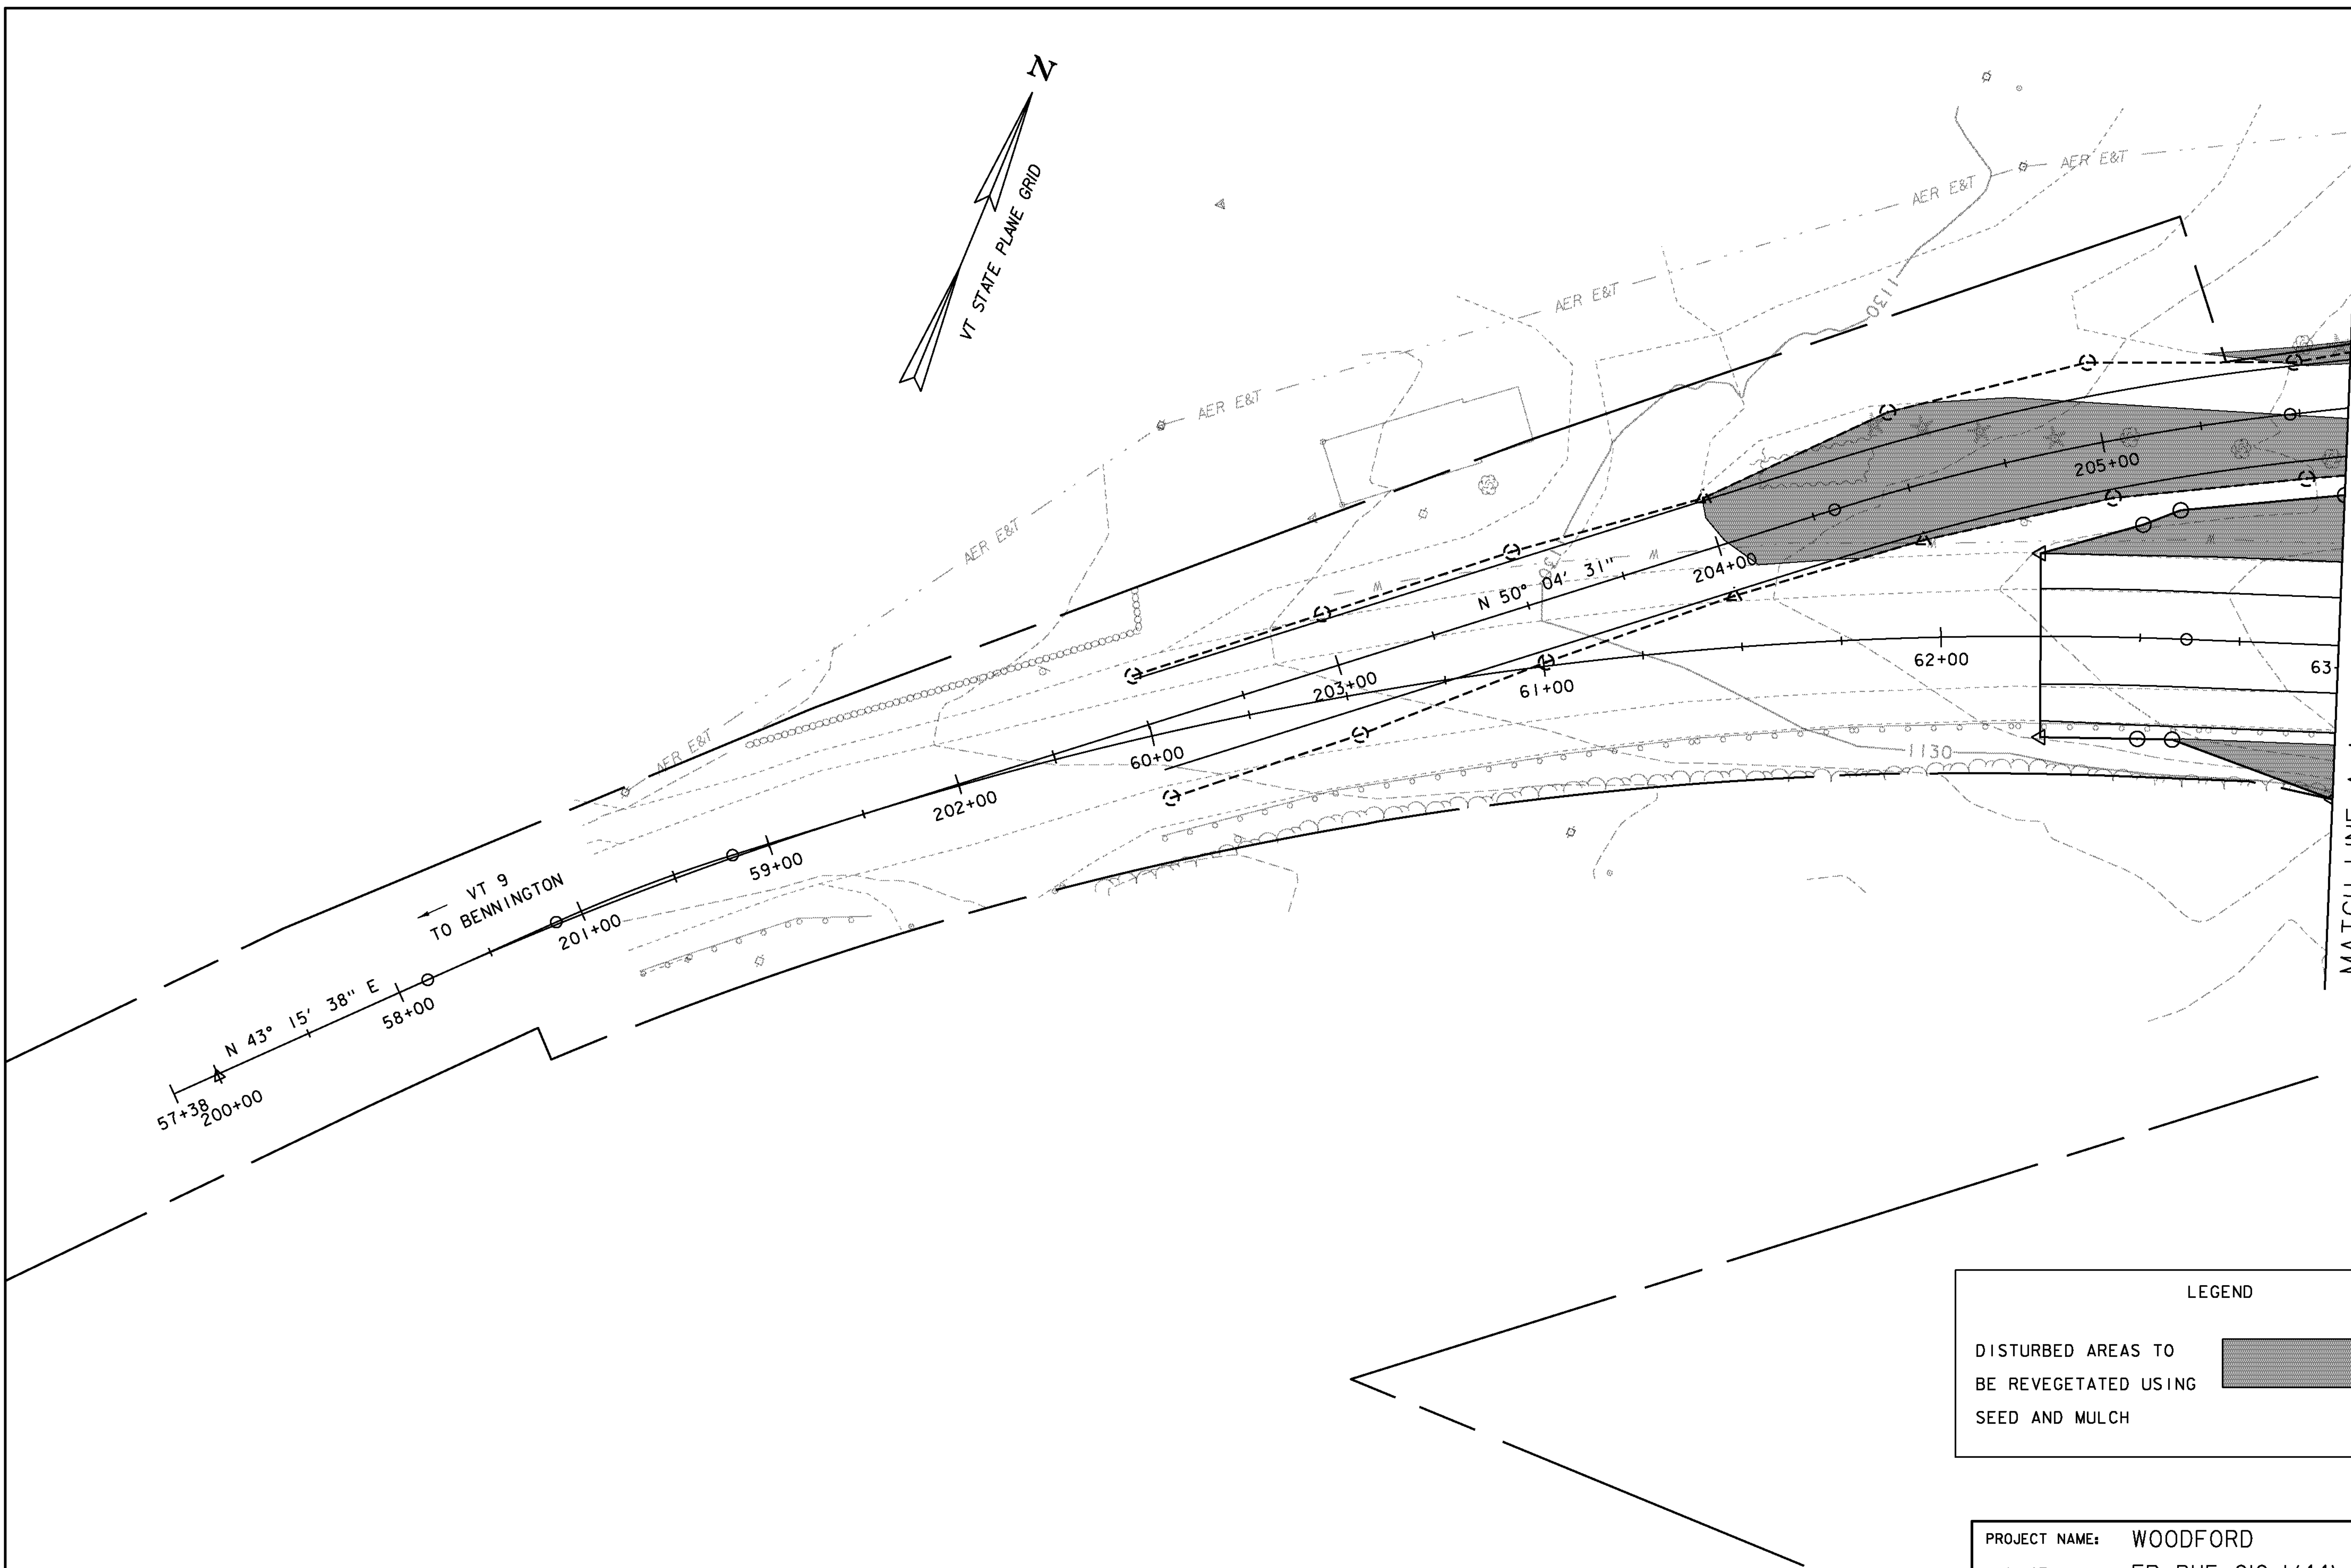 N
VT STATE PLANE GRID
AER E&T
AER E&T
AER E&T
AER E&T
AER E&T
AER E&T
1130
205+00
204+00
N 50° 04' 31"
W
W
W
W
203+00
62+00
61+00
63
60+00
1130
202+00
59+00
VT 9
TO BENNINGTON
201+00
N 43° 15' 38" E
58+00
57+38
200+00
LEGEND
DISTURBED AREAS TO
BE REVEGETATED USING
SEED AND MULCH
PROJECT NAME: WOODFORD